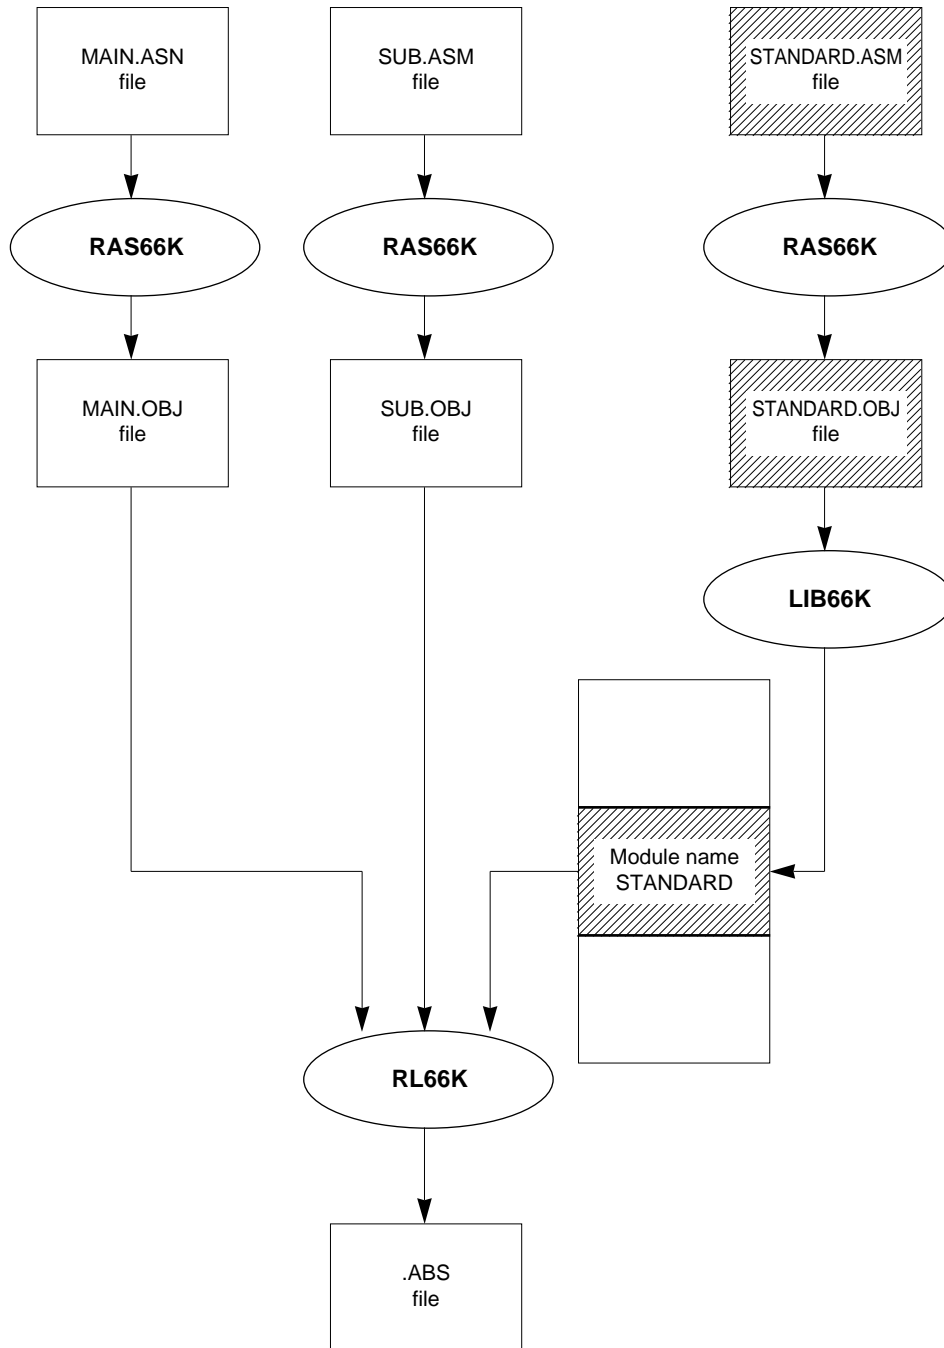 MAIN.ASN
file
SUB.ASM
file
STANDARD.ASM
file
RAS66K
RAS66K
RAS66K
MAIN.OBJ
file
SUB.OBJ
file
STANDARD.OBJ
file
LIB66K
Module name
STANDARD
RL66K
.ABS
file